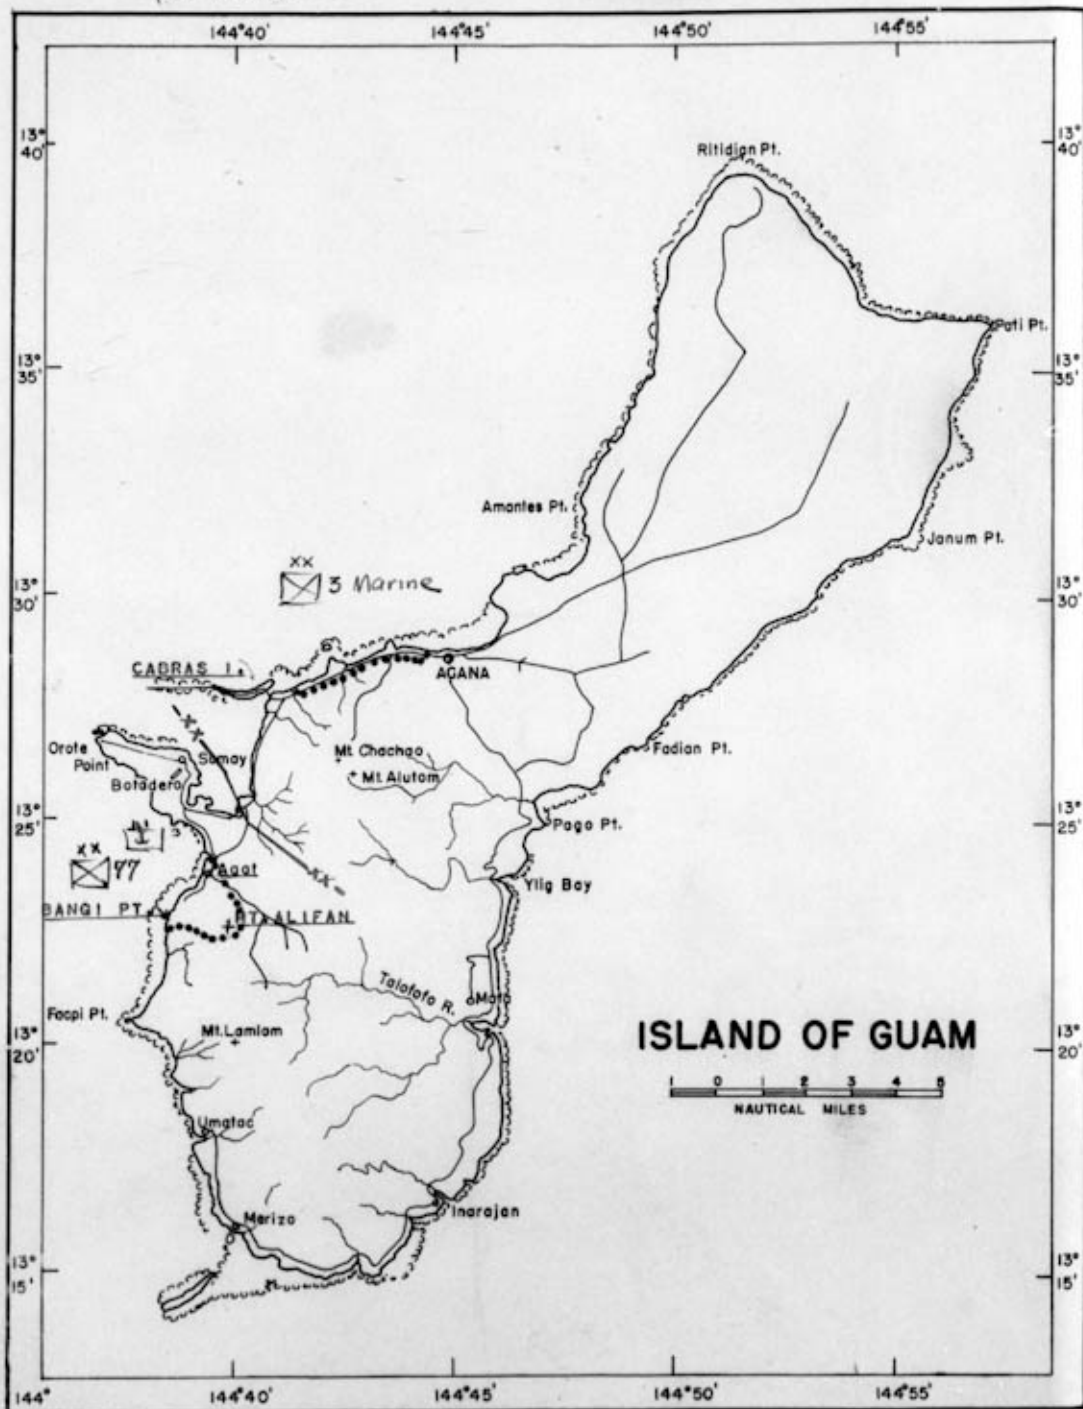 144°40' 144°45' 144°50' 144°55'
13° 40' 13° 40'
Ritidian Pt.
Pati Pt.
13° 35' 13° 35'
Amantes Pt.
Janum Pt.
XX
3 Marine
13° 30' 13° 30'
CABRAS I.
AGANA
XX
Orote Point
Sumay
Mt. Chachao
Mt. Alutom
Fadian Pt.
Botadero
13° 25' 13° 25'
Pago Pt.
XX
77
Agat
XX
Ylig Bay
BANGI PT.
MT. ALIFAN
Talofofo R.
Facpi Pt.
Mt. Lamlam
13° 20' 13° 20'
ISLAND OF GUAM
1 0 1 2 3 4 5
NAUTICAL MILES
Umatac
Merizo
Inarajan
13° 15' 13° 15'
144° 144°40' 144°45' 144°50' 144°55'